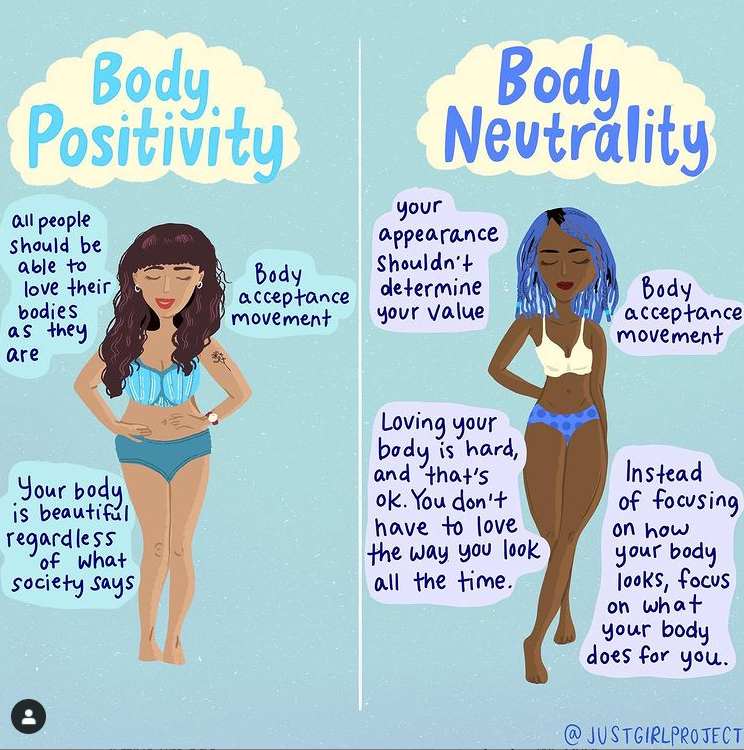 Body
Positivity
all people
should be
able to
love their
bodies
as they
are
Body
acceptance
movement
Your body
is beautiful
regardless
of what
society says
Body
Neutrality
your
appearance
shouldn't
determine
your value
Body
acceptance
movement
Loving your
body is hard,
and that's
ok. You don't
have to love
the way you look
all the time.
Instead
of focusing
on how
your body
looks, focus
on what
your body
does for you.
@JUSTGIRLPROJECT